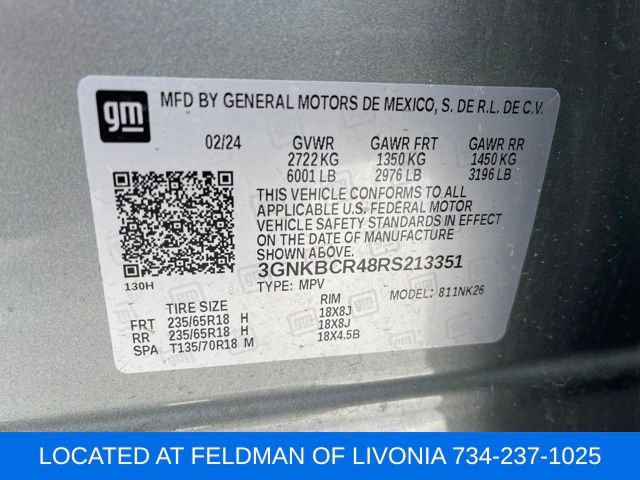 gm
MFD BY GENERAL MOTORS DE MEXICO, S. DE R.L. DE C.V.
02/24 GVWR GAWR FRT GAWR RR
2722 KG 1350 KG 1450 KG
6001 LB 2976 LB 3196 LB
THIS VEHICLE CONFORMS TO ALL
APPLICABLE U.S. FEDERAL MOTOR
VEHICLE SAFETY STANDARDS IN EFFECT
ON THE DATE OF MANUFACTURE
SHOWN ABOVE.
3GNKBCR48RS213351
130H TYPE: MPV MODEL: 811NK26
TIRE SIZE RIM
FRT 235/65R18 H 18X8J
RR 235/65R18 H 18X8J
SPA T135/70R18 M 18X4.5B
LOCATED AT FELDMAN OF LIVONIA 734-237-1025